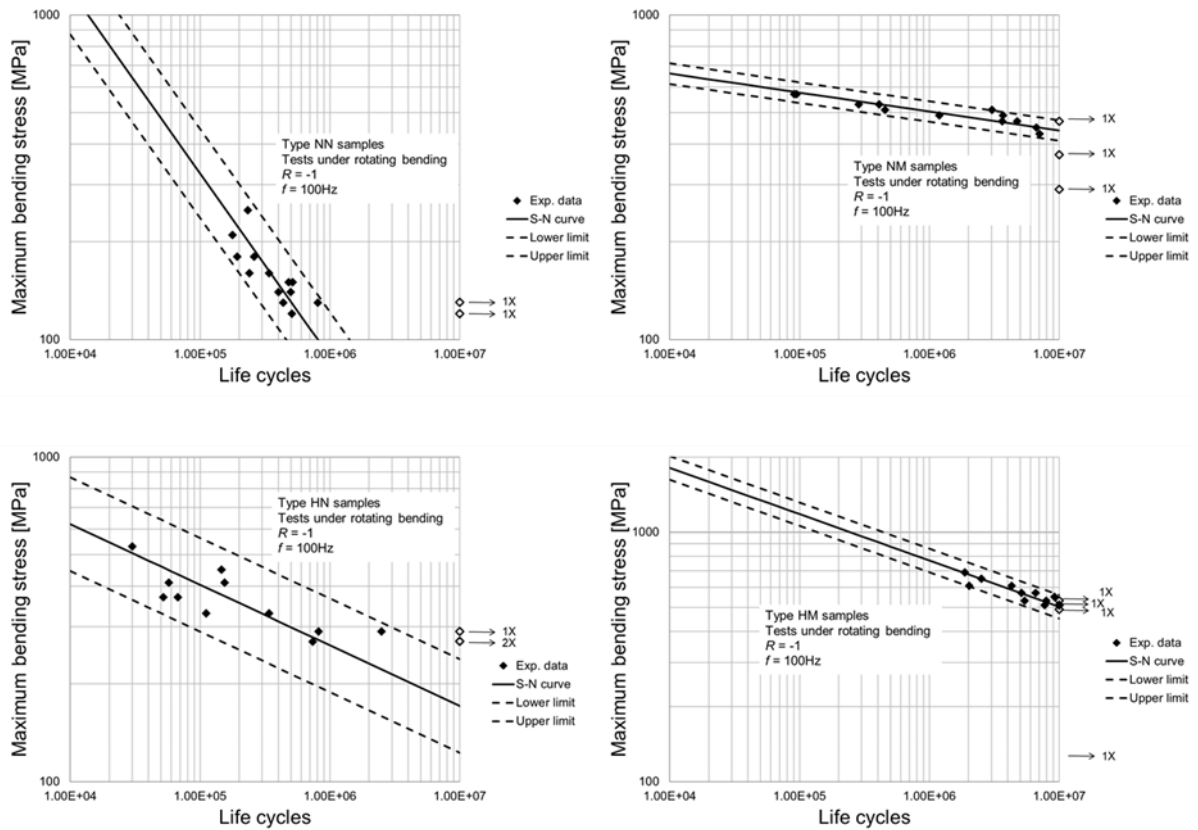 1000
100
Maximum bending stress [MPa]
Type NN samples
Tests under rotating bending
R = -1
f = 100Hz
Exp. data
S-N curve
Lower limit
Upper limit
1X
1X
1.00E+04
1.00E+05
1.00E+06
1.00E+07
Life cycles
1000
100
Maximum bending stress [MPa]
Type NM samples
Tests under rotating bending
R = -1
f = 100Hz
1X
1X
1X
Exp. data
S-N curve
Lower limit
Upper limit
1.00E+04
1.00E+05
1.00E+06
1.00E+07
Life cycles
1000
100
Maximum bending stress [MPa]
Type HN samples
Tests under rotating bending
R = -1
f = 100Hz
1X
2X
Exp. data
S-N curve
Lower limit
Upper limit
1.00E+04
1.00E+05
1.00E+06
1.00E+07
Life cycles
1000
100
Maximum bending stress [MPa]
Type HM samples
Tests under rotating bending
R = -1
f = 100Hz
1X
1X
1X
Exp. data
S-N curve
Lower limit
Upper limit
1X
1.00E+04
1.00E+05
1.00E+06
1.00E+07
Life cycles